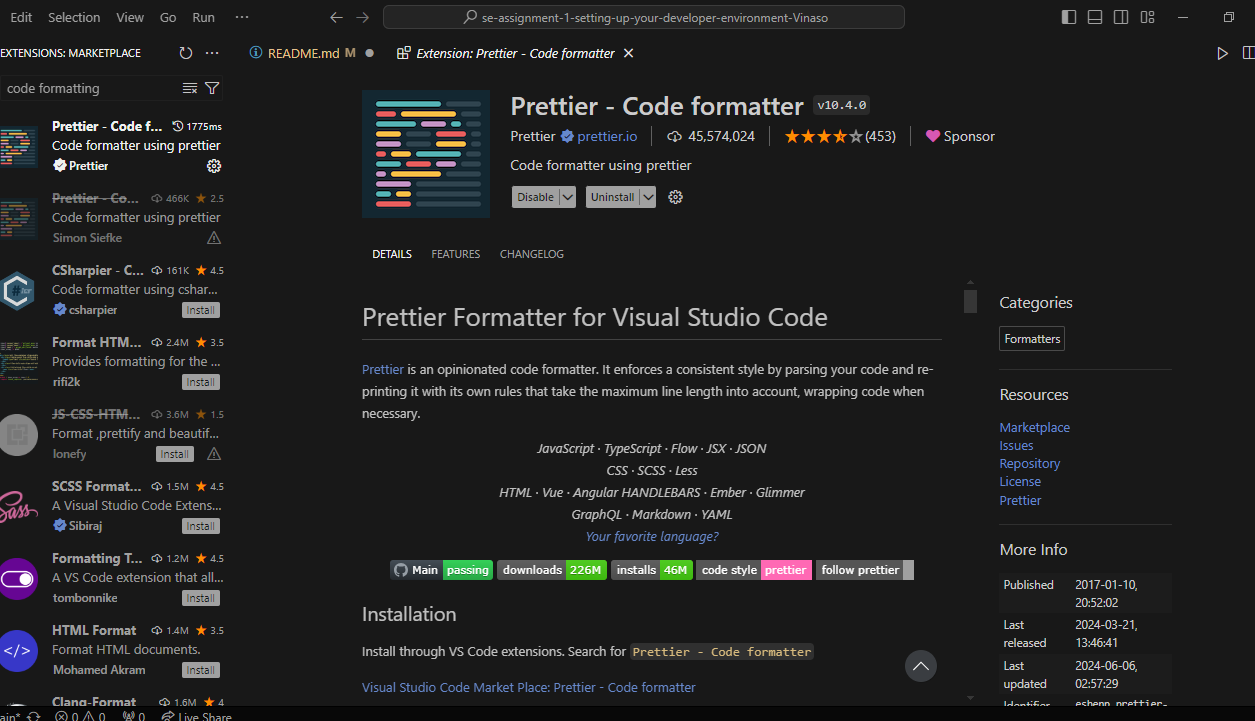 Edit Selection View Go Run ···
se-assignment-1-setting-up-your-developer-environment-Vinaso
EXTENSIONS: MARKETPLACE
README.md M
Extension: Prettier - Code formatter
code formatting
Prettier - Code f... 1775ms
Code formatter using prettier
Prettier
Prettier - Co... 466K 2.5
Code formatter using prettier
Simon Siefke
CSharpier - C... 161K 4.5
Code formatter using cshar...
csharpier Install
Format HTM... 2.4M 3.5
Provides formatting for the ...
rifi2k Install
JS-CSS-HTM... 3.6M 1.5
Format ,prettify and beautif...
lonefy Install
SCSS Format... 1.5M 4.5
A Visual Studio Code Extens...
Sibiraj Install
Formatting T... 1.2M 4.5
A VS Code extension that all...
tombonnike Install
HTML Format 1.4M 3.5
Format HTML documents.
Mohamed Akram Install
Clang-Format 1.6M 4
Prettier - Code formatter v10.4.0
Prettier prettier.io 45,574,024 (453) Sponsor
Code formatter using prettier
Disable Uninstall
DETAILS FEATURES CHANGELOG
Prettier Formatter for Visual Studio Code
Prettier is an opinionated code formatter. It enforces a consistent style by parsing your code and re-
printing it with its own rules that take the maximum line length into account, wrapping code when
necessary.
JavaScript · TypeScript · Flow · JSX · JSON
CSS · SCSS · Less
HTML · Vue · Angular HANDLEBARS · Ember · Glimmer
GraphQL · Markdown · YAML
Your favorite language?
Main passing downloads 226M installs 46M code style prettier follow prettier
Installation
Install through VS Code extensions. Search for Prettier - Code formatter
Visual Studio Code Market Place: Prettier - Code formatter
Categories
Formatters
Resources
Marketplace
Issues
Repository
License
Prettier
More Info
Published 2017-01-10,
20:52:02
Last 2024-03-21,
released 13:46:41
Last 2024-06-06,
updated 02:57:29
Identifier esbenp.prettier-
ain* 0 0 0 Live Share